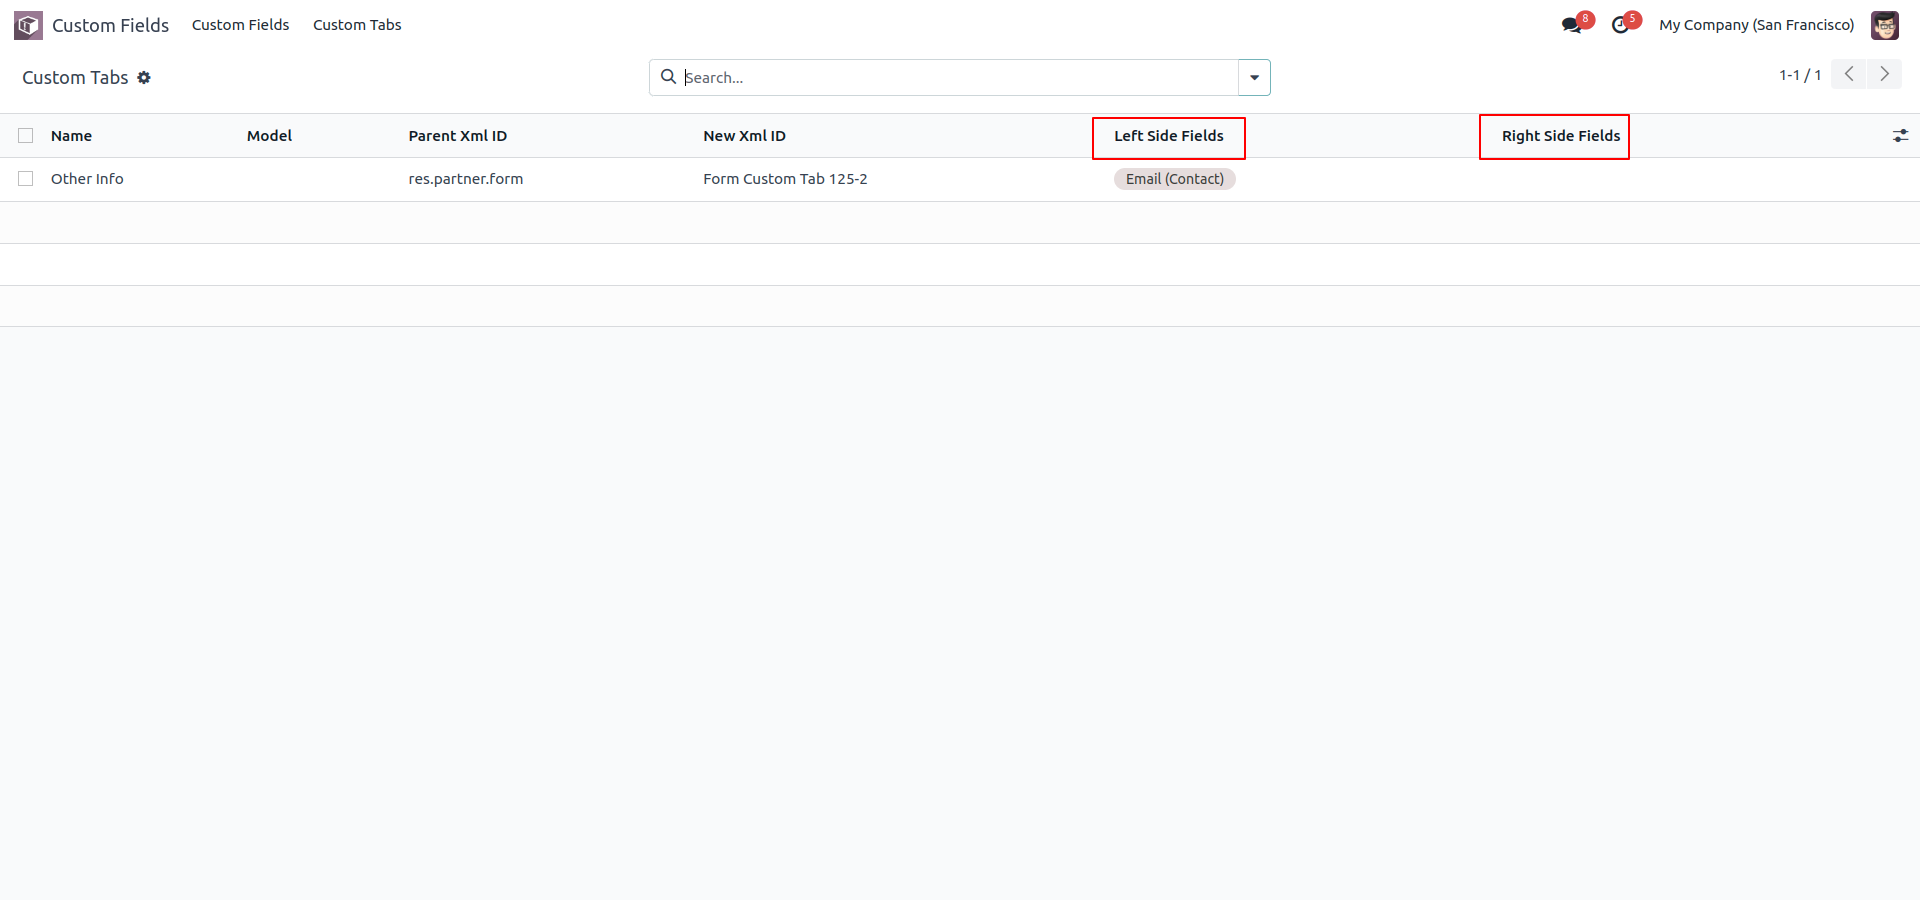 Custom Fields Custom Fields Custom Tabs 8 5 My Company (San Francisco)
Custom Tabs Search... 1-1 / 1
Name Model Parent Xml ID New Xml ID Left Side Fields Right Side Fields
Other Info res.partner.form Form Custom Tab 125-2 Email (Contact)